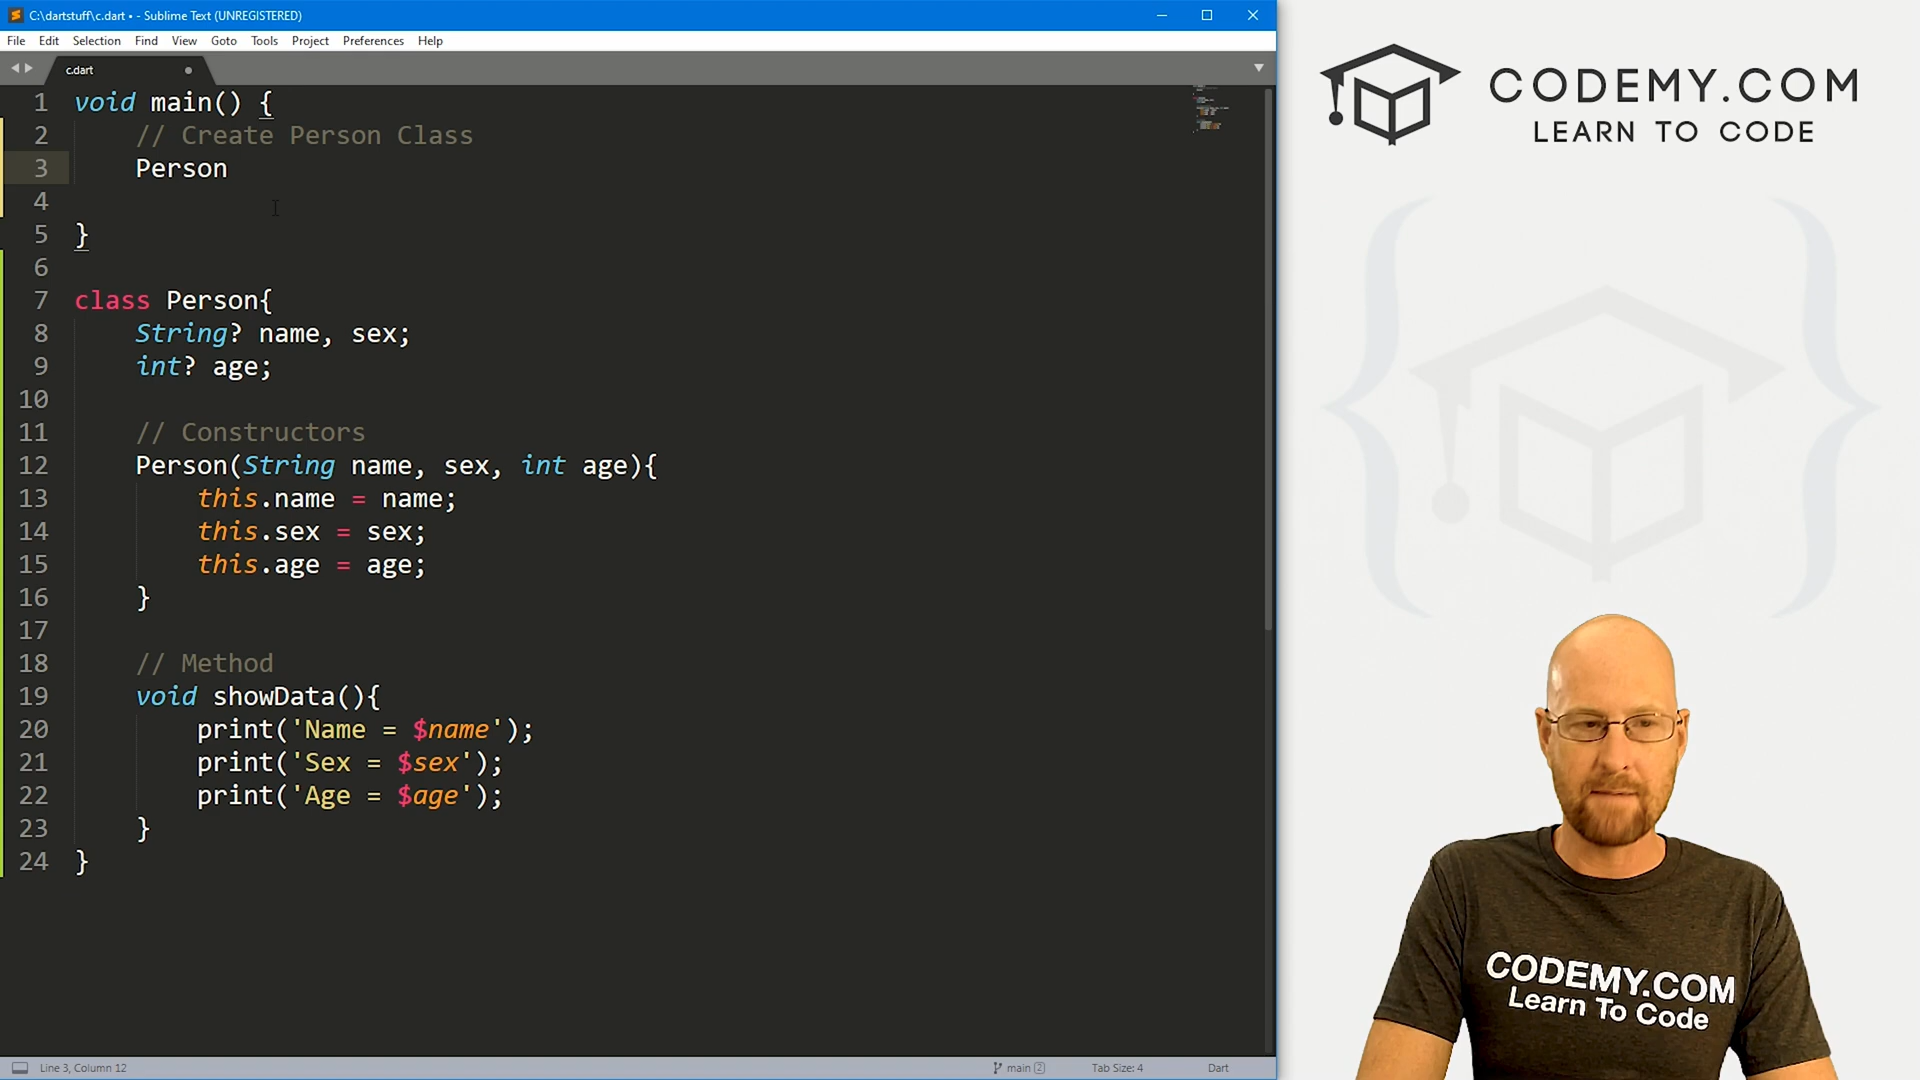 C:\dartstuff\c.dart • - Sublime Text (UNREGISTERED)
File Edit Selection Find View Goto Tools Project Preferences Help
c.dart
1 void main() {
2 // Create Person Class
3 Person
4
5 }
6
7 class Person{
8 String? name, sex;
9 int? age;
10
11 // Constructors
12 Person(String name, sex, int age){
13 this.name = name;
14 this.sex = sex;
15 this.age = age;
16 }
17
18 // Method
19 void showData(){
20 print('Name = $name');
21 print('Sex = $sex');
22 print('Age = $age');
23 }
24 }
Line 3, Column 12
main 2
Tab Size: 4
Dart
CODEMY.COM
LEARN TO CODE
CODEMY.COM
Learn To Code